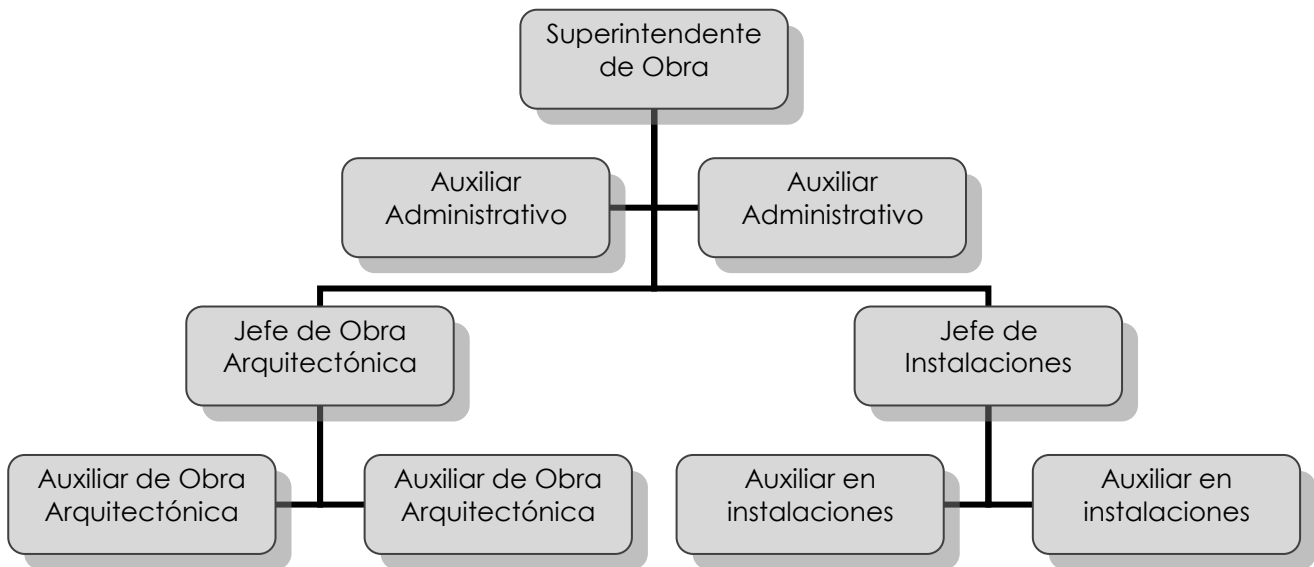 Superintendente
de Obra
Auxiliar
Administrativo
Auxiliar
Administrativo
Jefe de Obra
Arquitectónica
Jefe de
Instalaciones
Auxiliar de Obra
Arquitectónica
Auxiliar de Obra
Arquitectónica
Auxiliar en
instalaciones
Auxiliar en
instalaciones